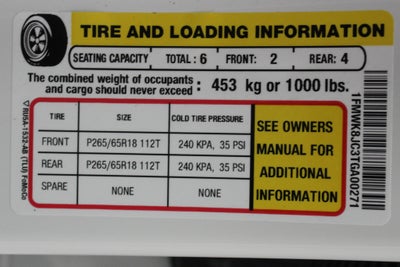 TIRE AND LOADING INFORMATION
SEATING CAPACITY TOTAL: 6 FRONT: 2 REAR: 4
The combined weight of occupants
and cargo should never exceed: 453 kg or 1000 lbs.
TIRE SIZE COLD TIRE PRESSURE
FRONT P265/65R18 112T 240 KPA, 35 PSI
REAR P265/65R18 112T 240 KPA, 35 PSI
SPARE NONE NONE
SEE OWNERS
MANUAL FOR
ADDITIONAL
INFORMATION
1FMWK8JC3TGA00271
FoMoCo